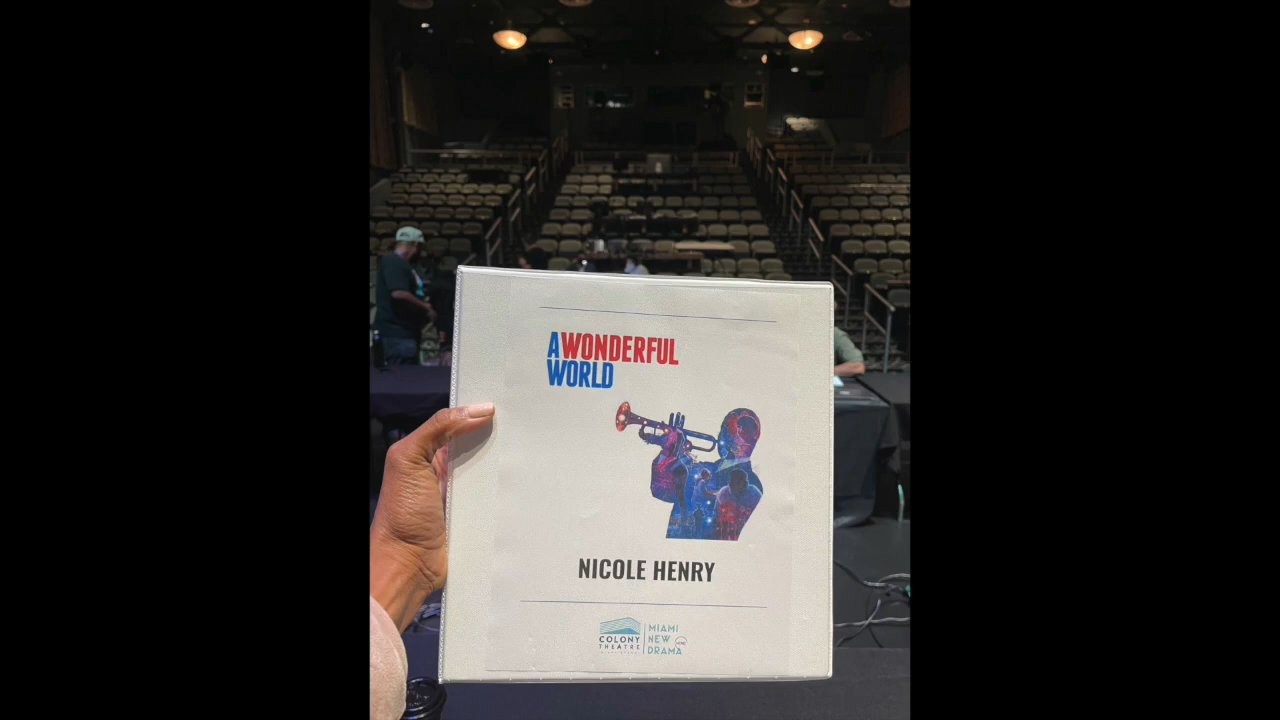 A WONDERFUL
WORLD
NICOLE HENRY
COLONY
THEATRE
MIAMI
NEW
DRAMA